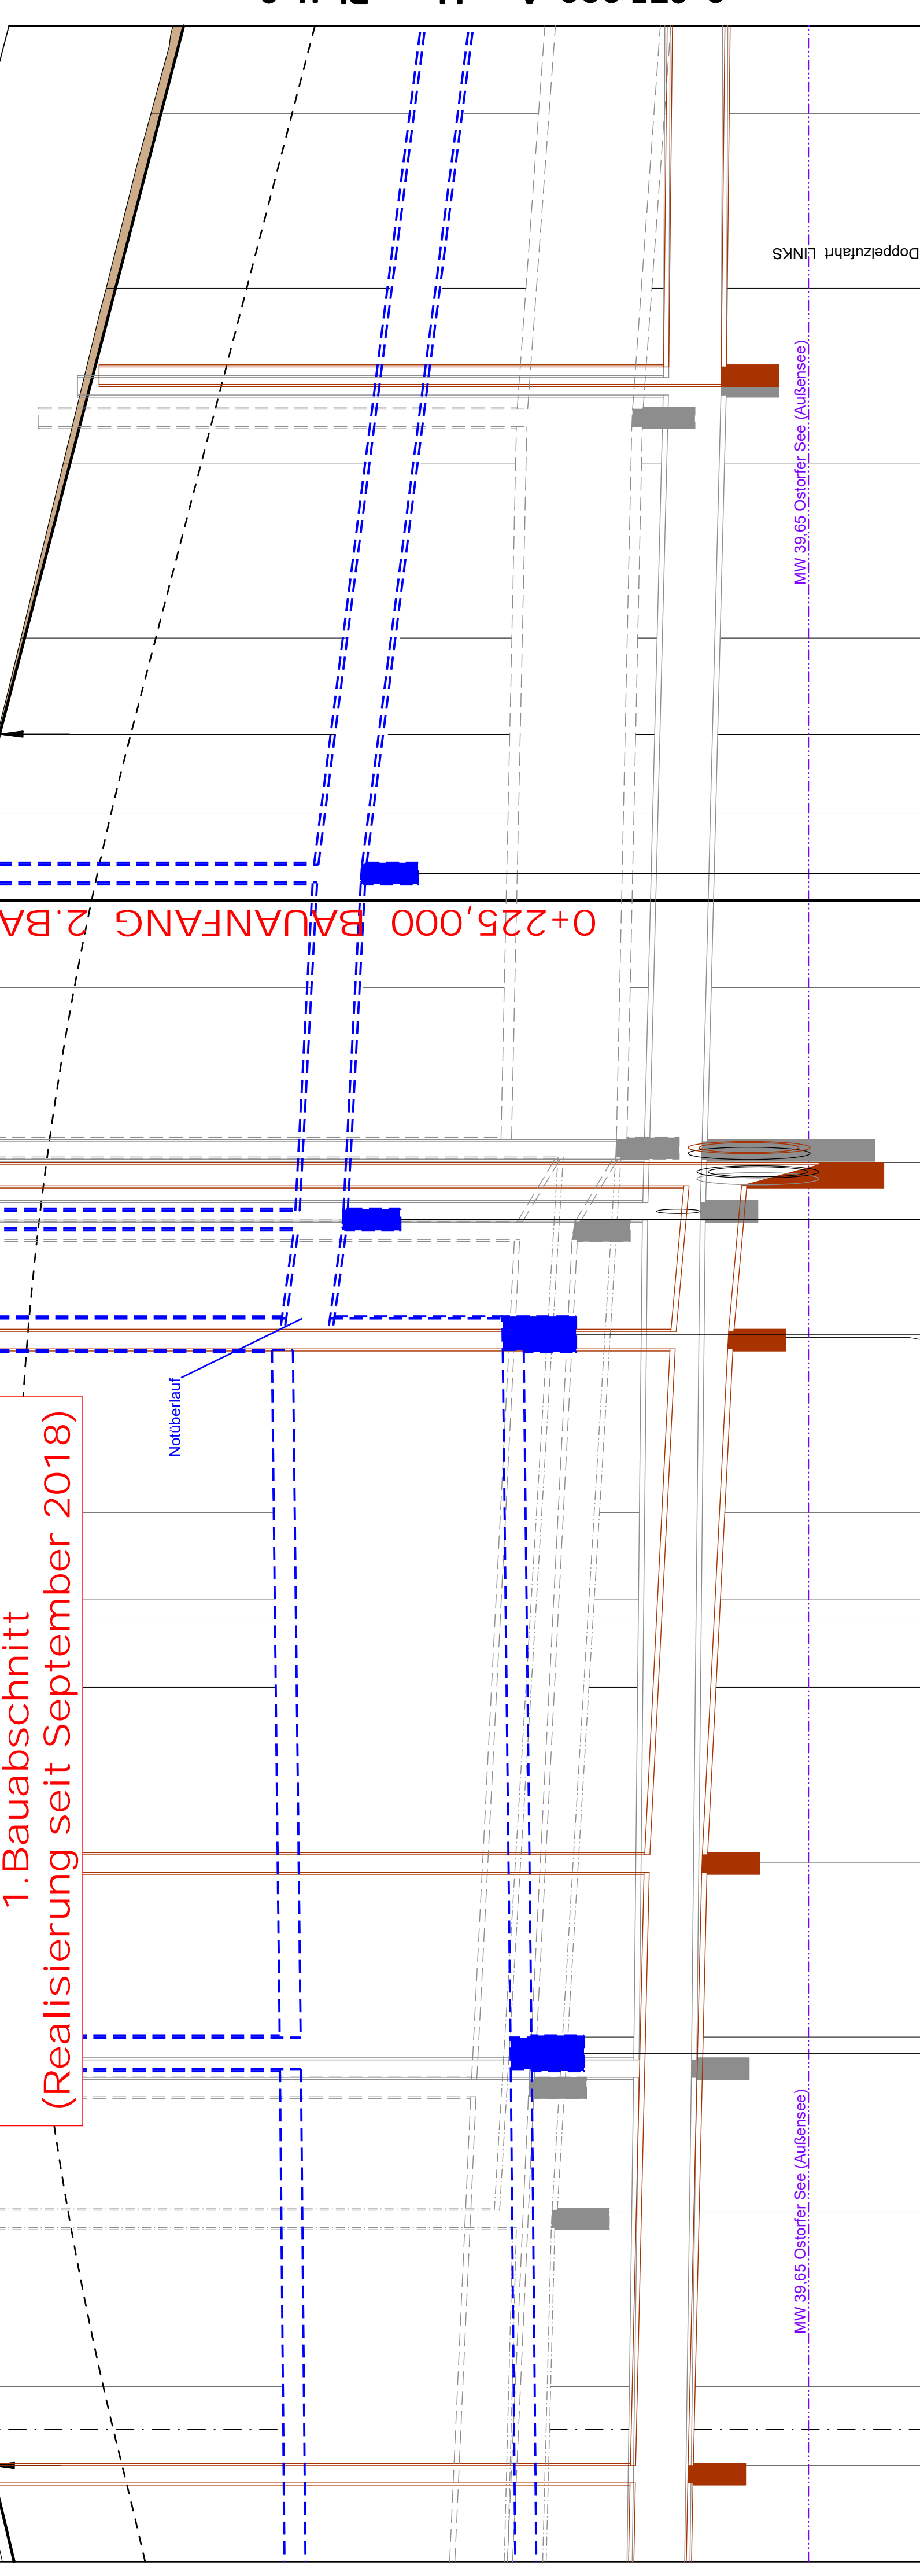 Doppelzufahrt LINKS
MW 39,65 Ostorfer See (Außensee)
0+225,000 BAUANFANG 2.BA
Notüberlauf
1.Bauabschnitt
(Realisierung seit September 2018)
MW 39,65 Ostorfer See (Außensee)